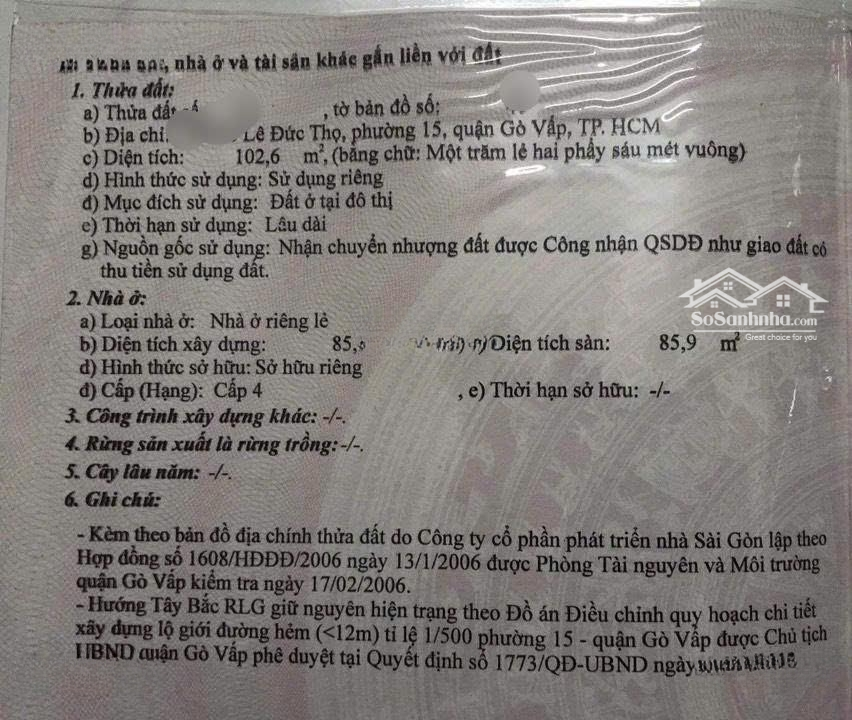 nhà ở và tài sản khác gắn liền với đất
1. Thửa đất:
a) Thửa đất , tờ bản đồ số:
b) Địa chỉ: Lê Đức Thọ, phường 15, quận Gò Vấp, TP. HCM
c) Diện tích: 102,6 m², (bằng chữ: Một trăm lẻ hai phẩy sáu mét vuông)
d) Hình thức sử dụng: Sử dụng riêng
đ) Mục đích sử dụng: Đất ở tại đô thị
e) Thời hạn sử dụng: Lâu dài
g) Nguồn gốc sử dụng: Nhận chuyển nhượng đất được Công nhận QSDĐ như giao đất có
thu tiền sử dụng đất.
2. Nhà ở:
a) Loại nhà ở: Nhà ở riêng lẻ
b) Diện tích xây dựng: 85, Diện tích sàn: 85,9 m²
d) Hình thức sở hữu: Sở hữu riêng
đ) Cấp (Hạng): Cấp 4 , e) Thời hạn sở hữu: -/-
3. Công trình xây dựng khác: -/-.
4. Rừng sản xuất là rừng trồng: -/-.
5. Cây lâu năm: -/-.
6. Ghi chú:
- Kèm theo bản đồ địa chính thửa đất do Công ty cổ phần phát triển nhà Sài Gòn lập theo
Hợp đồng số 1608/HĐĐĐ/2006 ngày 13/1/2006 được Phòng Tài nguyên và Môi trường
quận Gò Vấp kiểm tra ngày 17/02/2006.
- Hướng Tây Bắc RLG giữ nguyên hiện trạng theo Đồ án Điều chỉnh quy hoạch chi tiết
xây dựng lộ giới đường hẻm (<12m) tỉ lệ 1/500 phường 15 - quận Gò Vấp được Chủ tịch
UBND quận Gò Vấp phê duyệt tại Quyết định số 1773/QĐ-UBND ngày
SoSanhnha.com
Great choice for you